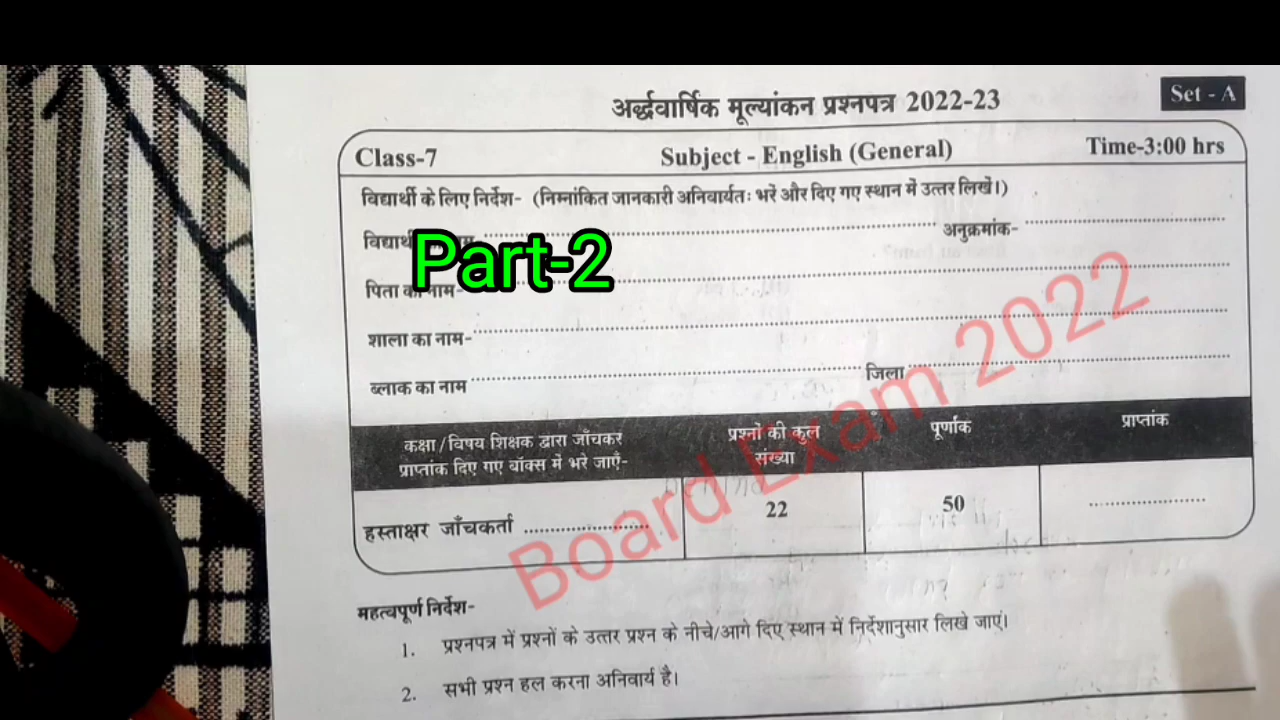 अर्द्धवार्षिक मूल्यांकन प्रश्नपत्र 2022-23
Set - A
Class-7
Subject - English (General)
Time-3:00 hrs
विद्यार्थी के लिए निर्देश- (निम्नांकित जानकारी अनिवार्यतः भरें और दिए गए स्थान में उत्तर लिखें।)
विद्यार्थी नाम अनुक्रमांक-
Part-2
पिता का नाम-
शाला का नाम-
ब्लाक का नाम जिला
कक्षा/विषय शिक्षक द्वारा जाँचकर
प्राप्तांक दिए गए बॉक्स में भरे जाएँ-
प्रश्नों की कुल
संख्या
पूर्णांक
प्राप्तांक
हस्ताक्षर जाँचकर्ता
22
50
Board Exam 2022
महत्वपूर्ण निर्देश-
1. प्रश्नपत्र में प्रश्नों के उत्तर प्रश्न के नीचे/आगे दिए स्थान में निर्देशानुसार लिखे जाएं।
2. सभी प्रश्न हल करना अनिवार्य है।